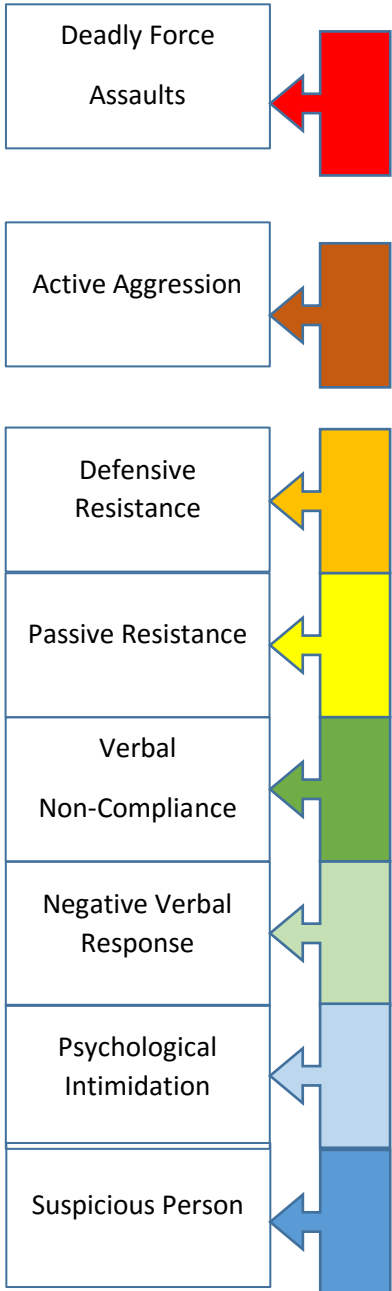 Deadly Force
Assaults
Active Aggression
Defensive
Resistance
Passive Resistance
Verbal
Non-Compliance
Negative Verbal
Response
Psychological
Intimidation
Suspicious Person